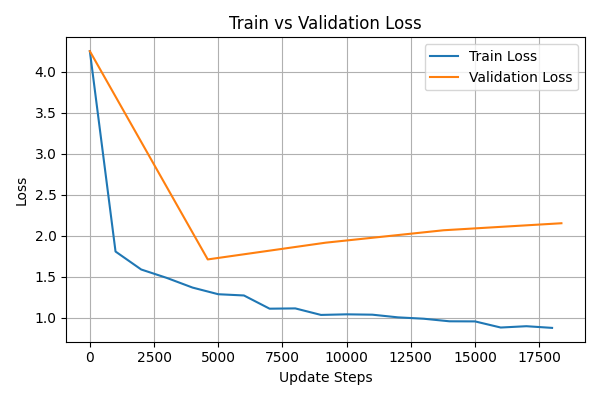 Train vs Validation Loss
Train Loss
Validation Loss
4.0
3.5
3.0
2.5
2.0
1.5
1.0
Loss
0 2500 5000 7500 10000 12500 15000 17500
Update Steps